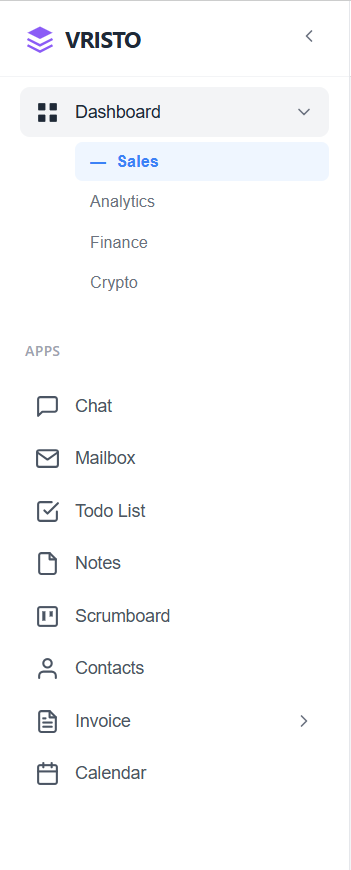 VRISTO
Dashboard
— Sales
Analytics
Finance
Crypto
APPS
Chat
Mailbox
Todo List
Notes
Scrumboard
Contacts
Invoice
Calendar